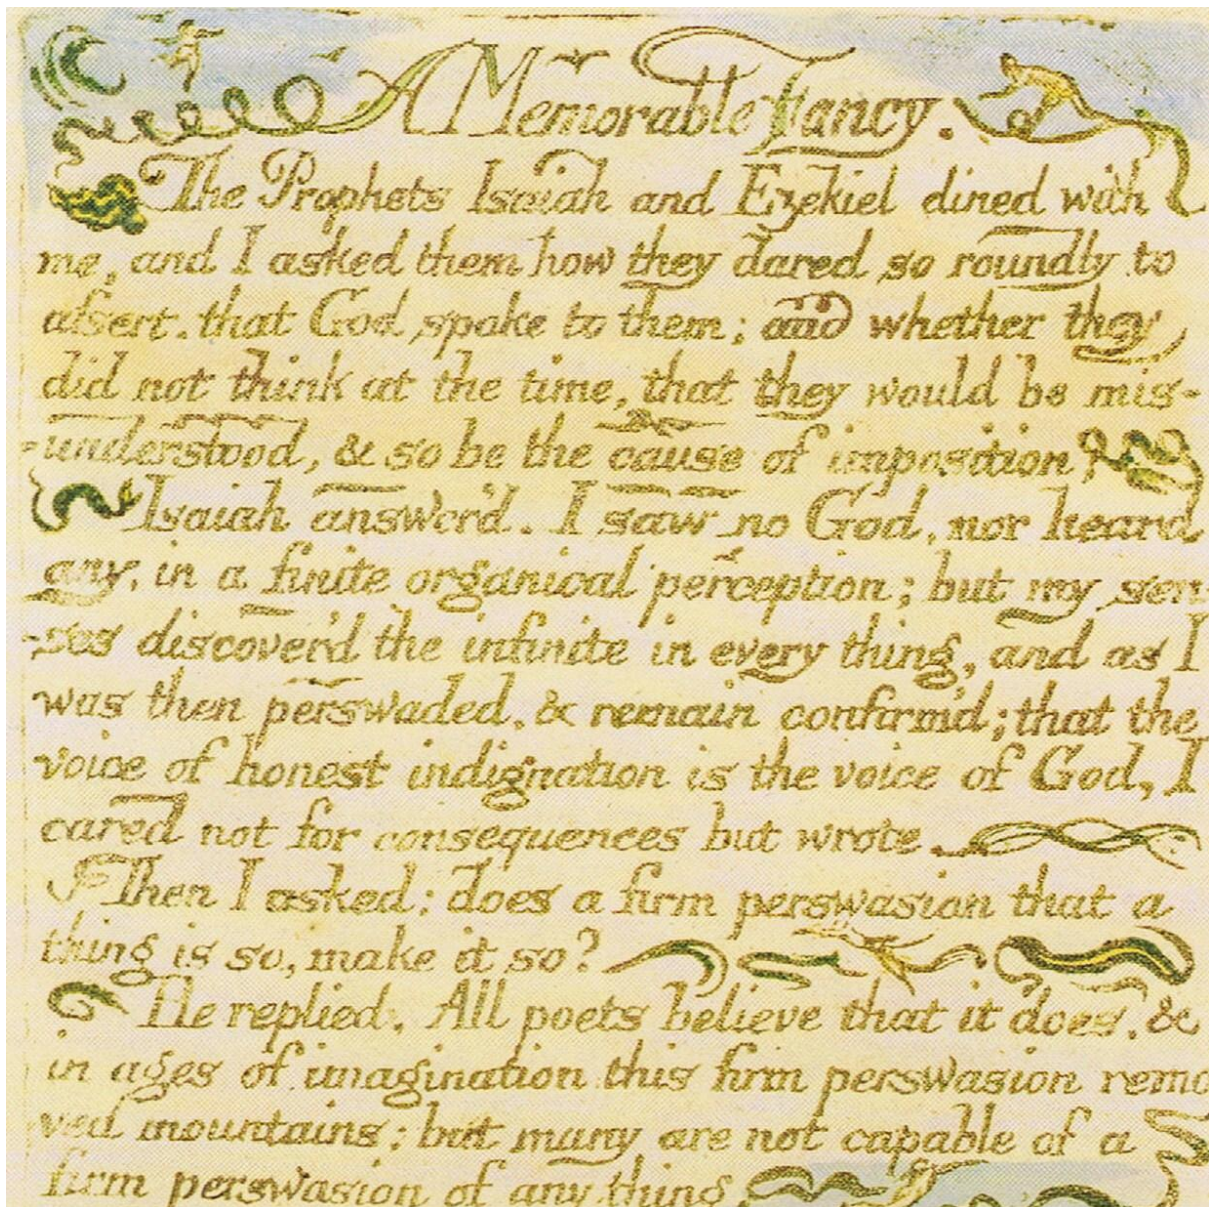 A Memorable Fancy.
The Prophets Isaiah and Ezekiel dined with
me, and I asked them how they dared so roundly to
assert. that God spoke to them; and whether they
did not think at the time, that they would be mis-
-understood, & so be the cause of imposition,
Isaiah answer'd. I saw no God, nor heard
any, in a finite organical perception; but my sen
-ses discover'd the infinite in every thing, and as I
was then perswaded. & remain confirm'd; that the
voice of honest indignation is the voice of God, I
cared not for consequences but wrote.
Then I asked: does a firm perswasion that a
thing is so, make it so?
He replied. All poets believe that it does. &
in ages of imagination this firm perswasion remo
ved mountains; but many are not capable of a
firm perswasion of any thing